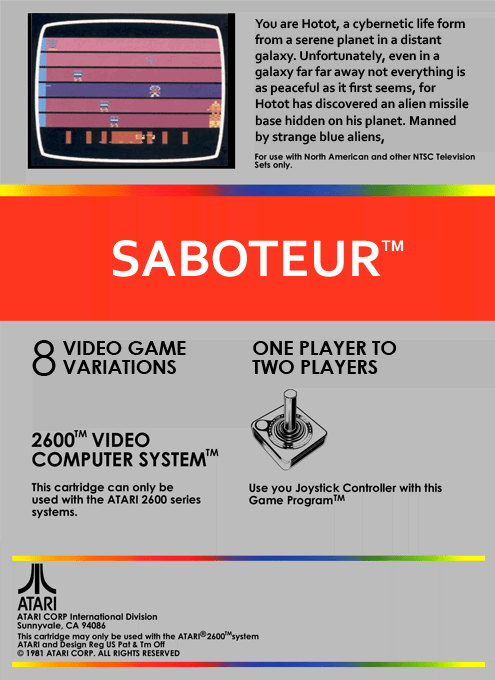 You are Hotot, a cybernetic life form
from a serene planet in a distant
galaxy. Unfortunately, even in a
galaxy far far away not everything is
as peaceful as it first seems, for
Hotot has discovered an alien missile
base hidden on his planet. Manned
by strange blue aliens,
For use with North American and other NTSC Television
Sets only.
SABOTEUR™
8 VIDEO GAME
VARIATIONS
ONE PLAYER TO
TWO PLAYERS
2600™ VIDEO
COMPUTER SYSTEM™
This cartridge can only be
used with the ATARI 2600 series
systems.
Use you Joystick Controller with this
Game Program™
ATARI
ATARI CORP International Division
Sunnyvale, CA 94086
This cartridge may only be used with the ATARI®2600™system
ATARI and Design Reg US Pat & Tm Off
© 1981 ATARI CORP. ALL RIGHTS RESERVED